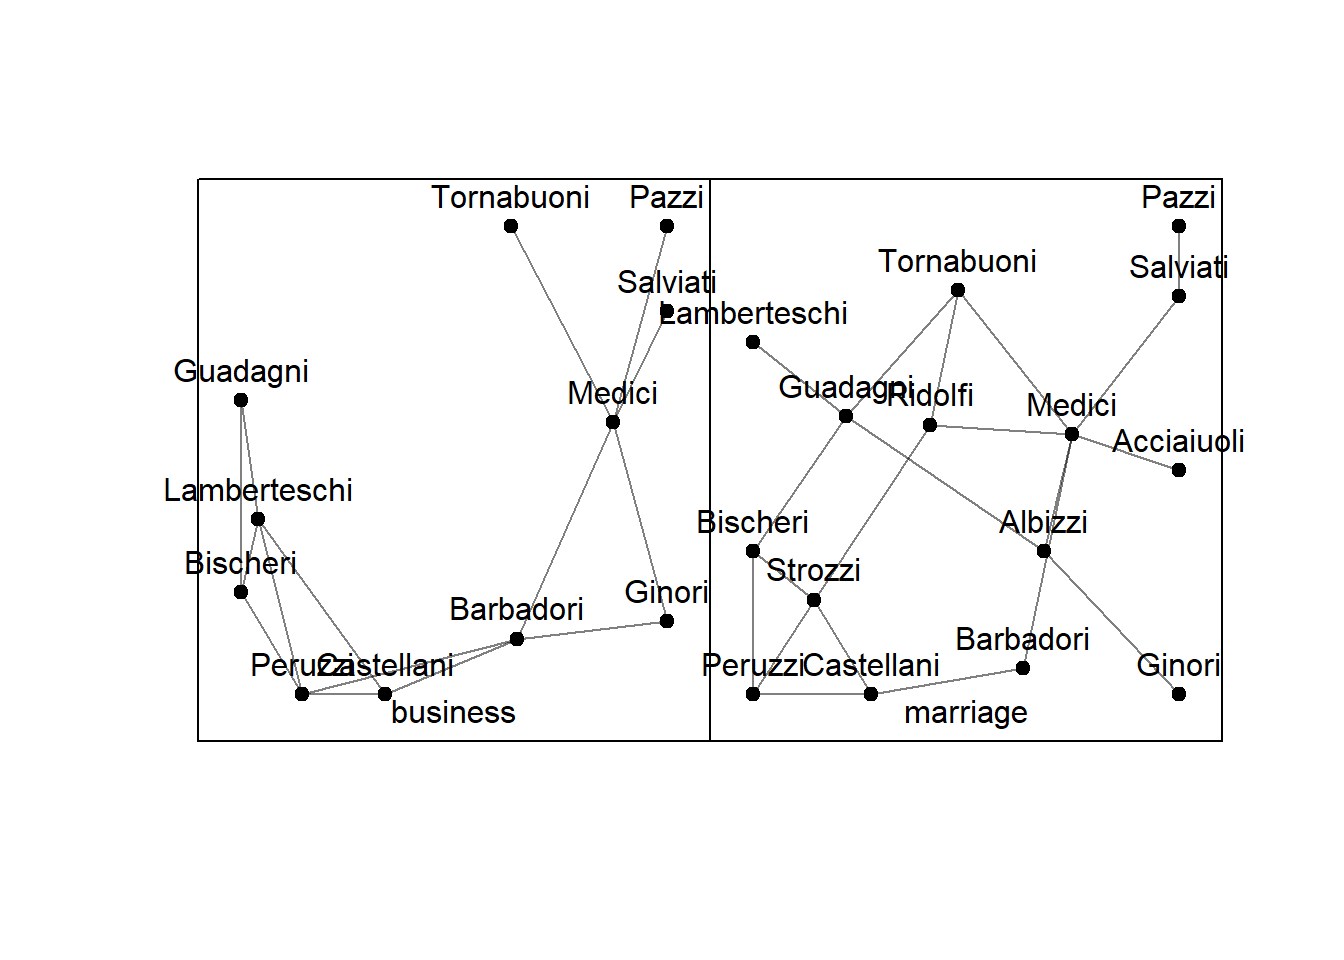 Tornabuoni
Pazzi
Salviati
Guadagni
Medici
Lamberteschi
Bischeri
Ginori
Barbadori
Peruzzi
Castellani
business
Pazzi
Tornabuoni
Salviati
Lamberteschi
Guadagni
Ridolfi
Medici
Acciaiuoli
Bischeri
Albizzi
Strozzi
Barbadori
Peruzzi
Castellani
Ginori
marriage